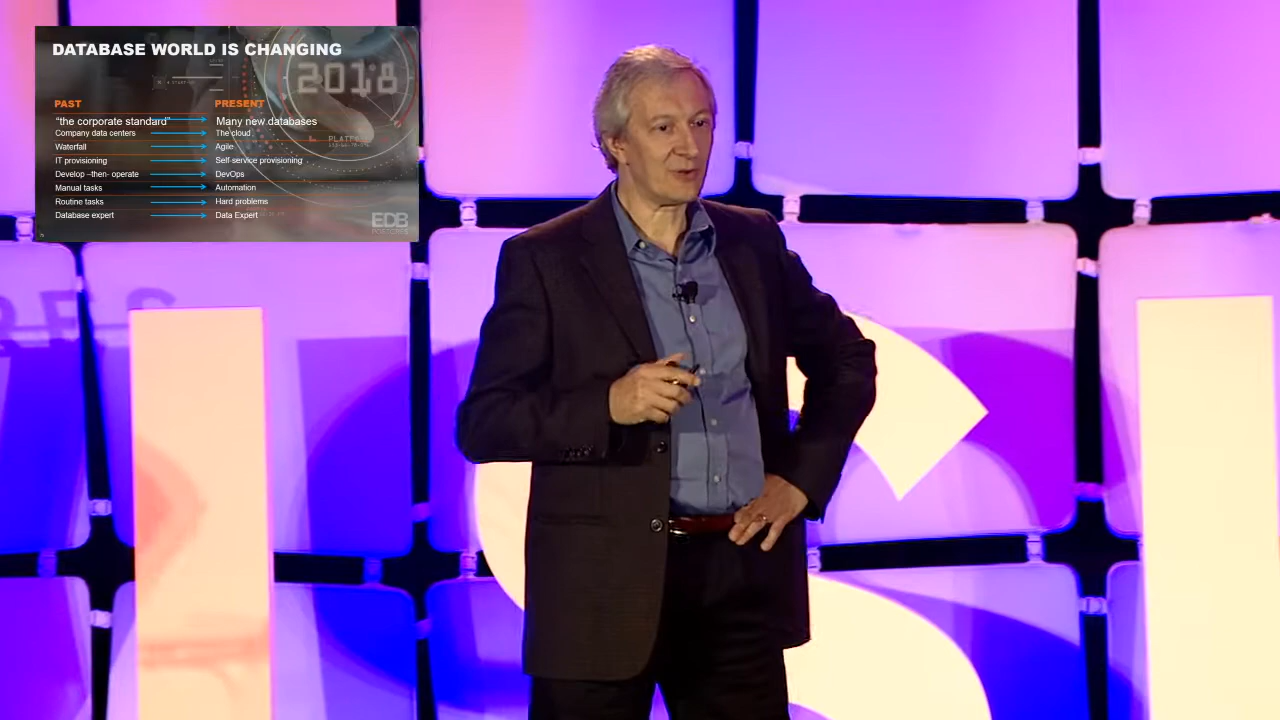 DATABASE WORLD IS CHANGING
2018
PAST PRESENT
"the corporate standard" Many new databases
Company data centers The cloud
Waterfall Agile
IT provisioning Self-service provisioning
Develop –then- operate DevOps
Manual tasks Automation
Routine tasks Hard problems
Database expert Data Expert
EDB
POSTGRES